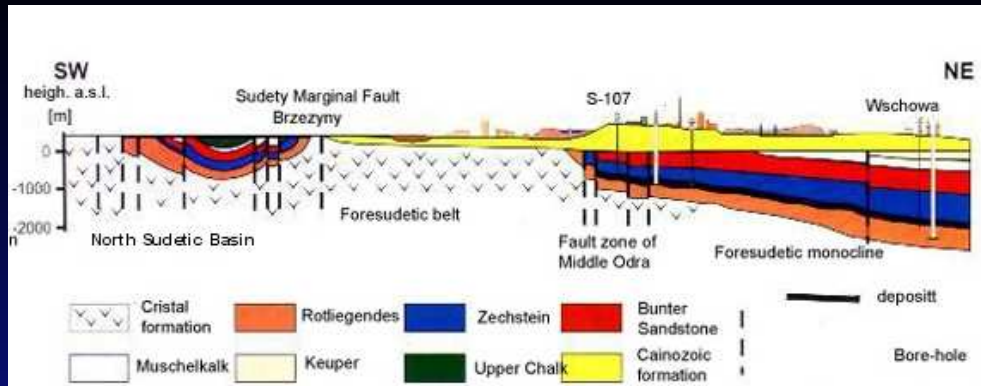 SW
NE
heigh. a.s.l.
[m]
Sudety Marginal Fault
Brzezyny
S-107
Wschowa
0
-1000
-2000
n
North Sudetic Basin
Foresudetic belt
Fault zone of
Middle Odra
Foresudetic monocline
Cristal
formation
Rotliegendes
Zechstein
Bunter
Sandstone
depositt
Muschelkalk
Keuper
Upper Chalk
Cainozoic
formation
Bore-hole